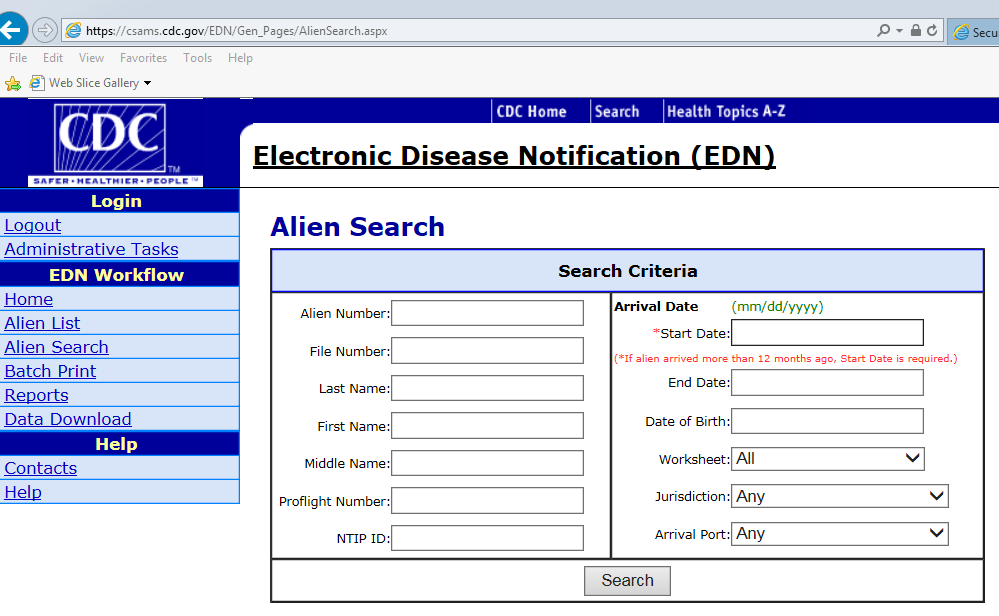 https://csams.cdc.gov/EDN/Gen_Pages/AlienSearch.aspx
Secu
File Edit View Favorites Tools Help
Web Slice Gallery
CDC Home Search Health Topics A-Z
CDC TM
SAFER•HEALTHIER•PEOPLE™
Electronic Disease Notification (EDN)
Login
Logout
Administrative Tasks
EDN Workflow
Home
Alien List
Alien Search
Batch Print
Reports
Data Download
Help
Contacts
Help
Alien Search
Search Criteria
Alien Number:
File Number:
Last Name:
First Name:
Middle Name:
Proflight Number:
NTIP ID:
Arrival Date (mm/dd/yyyy)
*Start Date:
(*If alien arrived more than 12 months ago, Start Date is required.)
End Date:
Date of Birth:
Worksheet: All
Jurisdiction: Any
Arrival Port: Any
Search